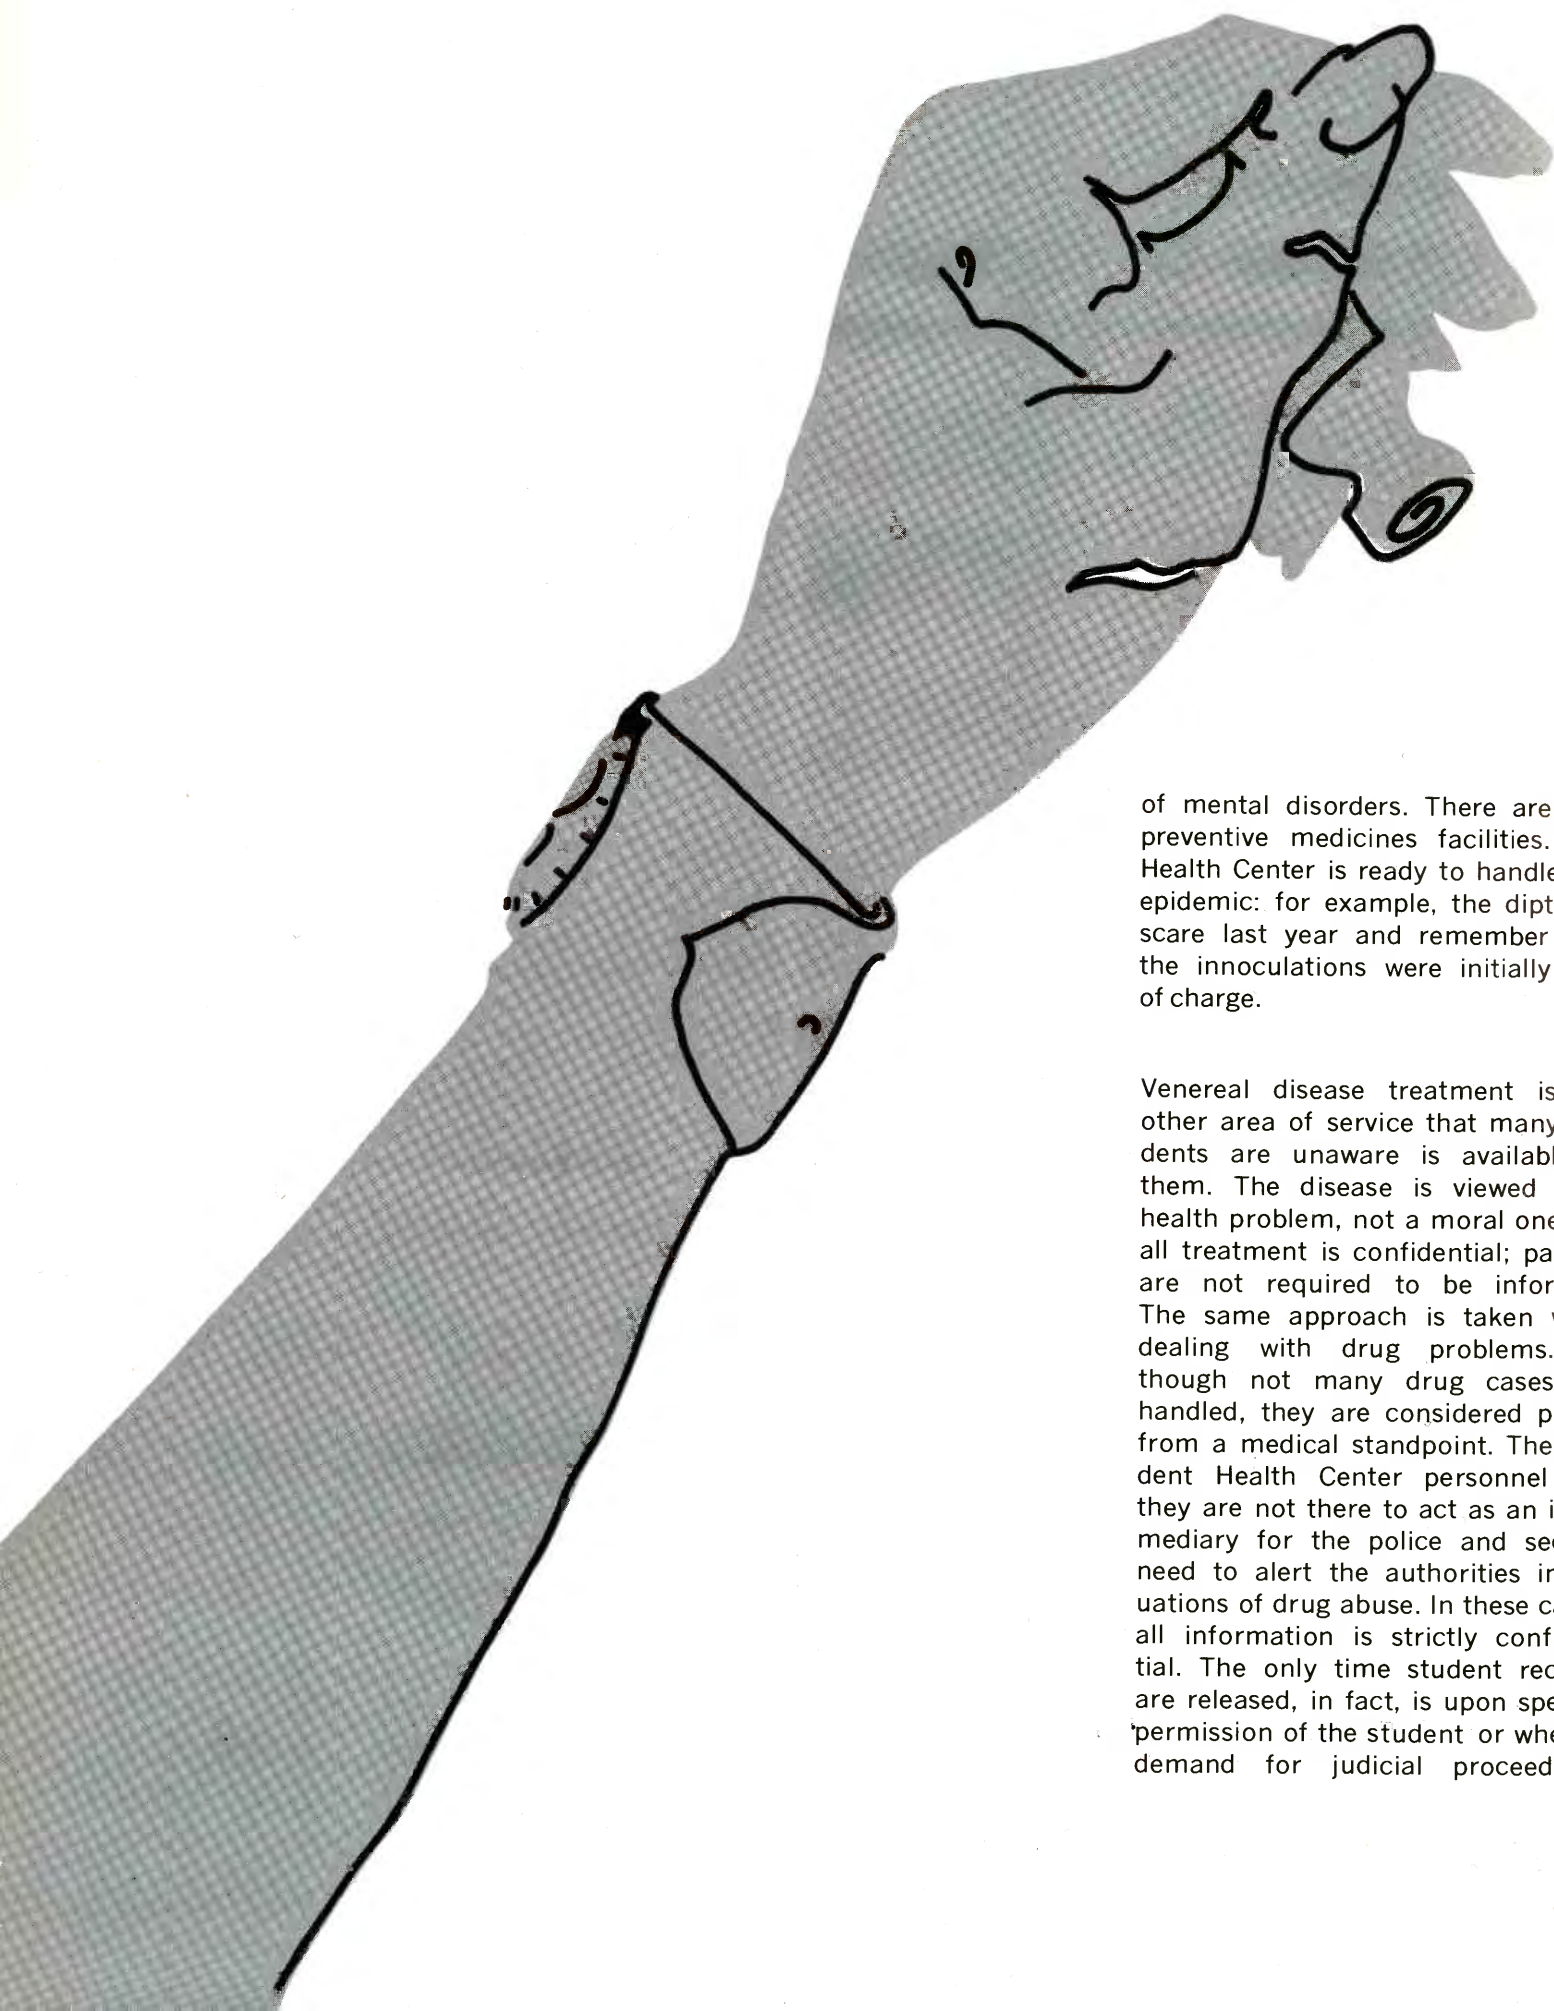 of mental disorders. There are
preventive medicines facilities.
Health Center is ready to handle
epidemic: for example, the dipt
scare last year and remember
the innoculations were initially
of charge.
Venereal disease treatment is
other area of service that many
dents are unaware is availabl
them. The disease is viewed
health problem, not a moral one
all treatment is confidential; pa
are not required to be infor
The same approach is taken
dealing with drug problems.
though not many drug cases
handled, they are considered p
from a medical standpoint. The
dent Health Center personnel
they are not there to act as an i
mediary for the police and see
need to alert the authorities in
uations of drug abuse. In these ca
all information is strictly conf
tial. The only time student rec
are released, in fact, is upon spe
permission of the student or whe
demand for judicial proceed